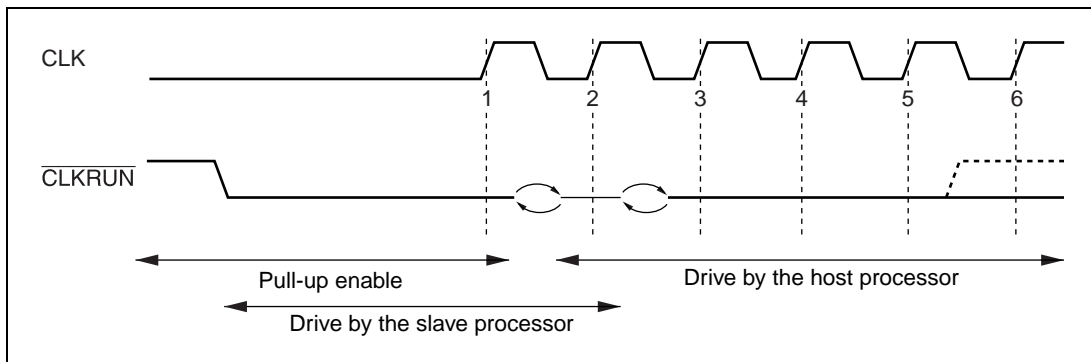 CLK
1 2 3 4 5 6
CLKRUN
Pull-up enable
Drive by the host processor
Drive by the slave processor